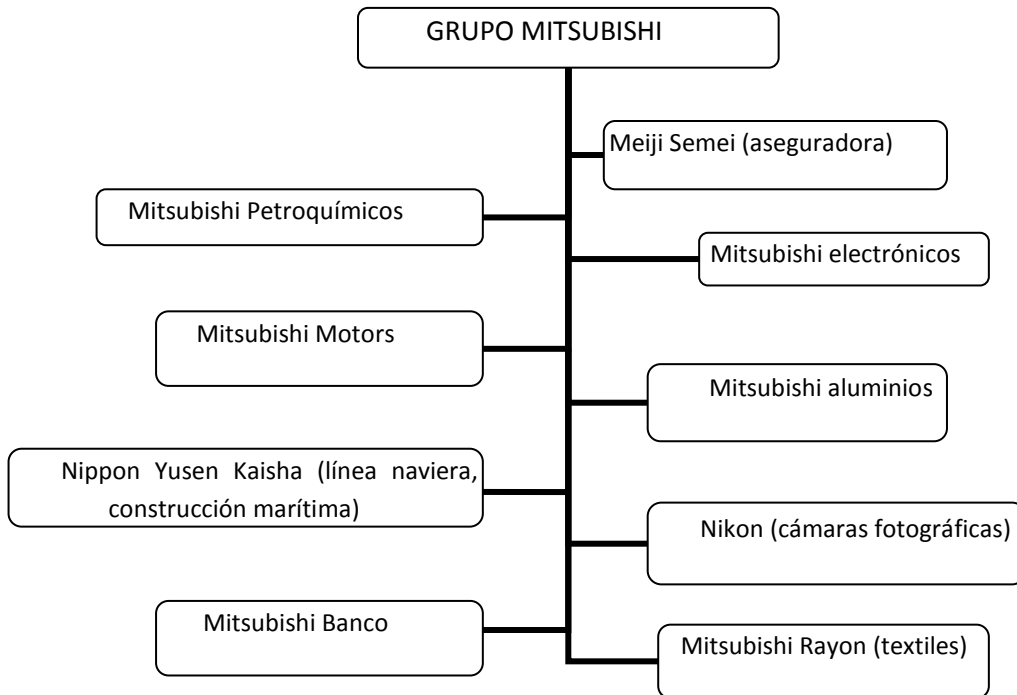 GRUPO MITSUBISHI
Meiji Semei (aseguradora)
Mitsubishi Petroquímicos
Mitsubishi electrónicos
Mitsubishi Motors
Mitsubishi aluminios
Nippon Yusen Kaisha (línea naviera,
construcción marítima)
Nikon (cámaras fotográficas)
Mitsubishi Banco
Mitsubishi Rayon (textiles)